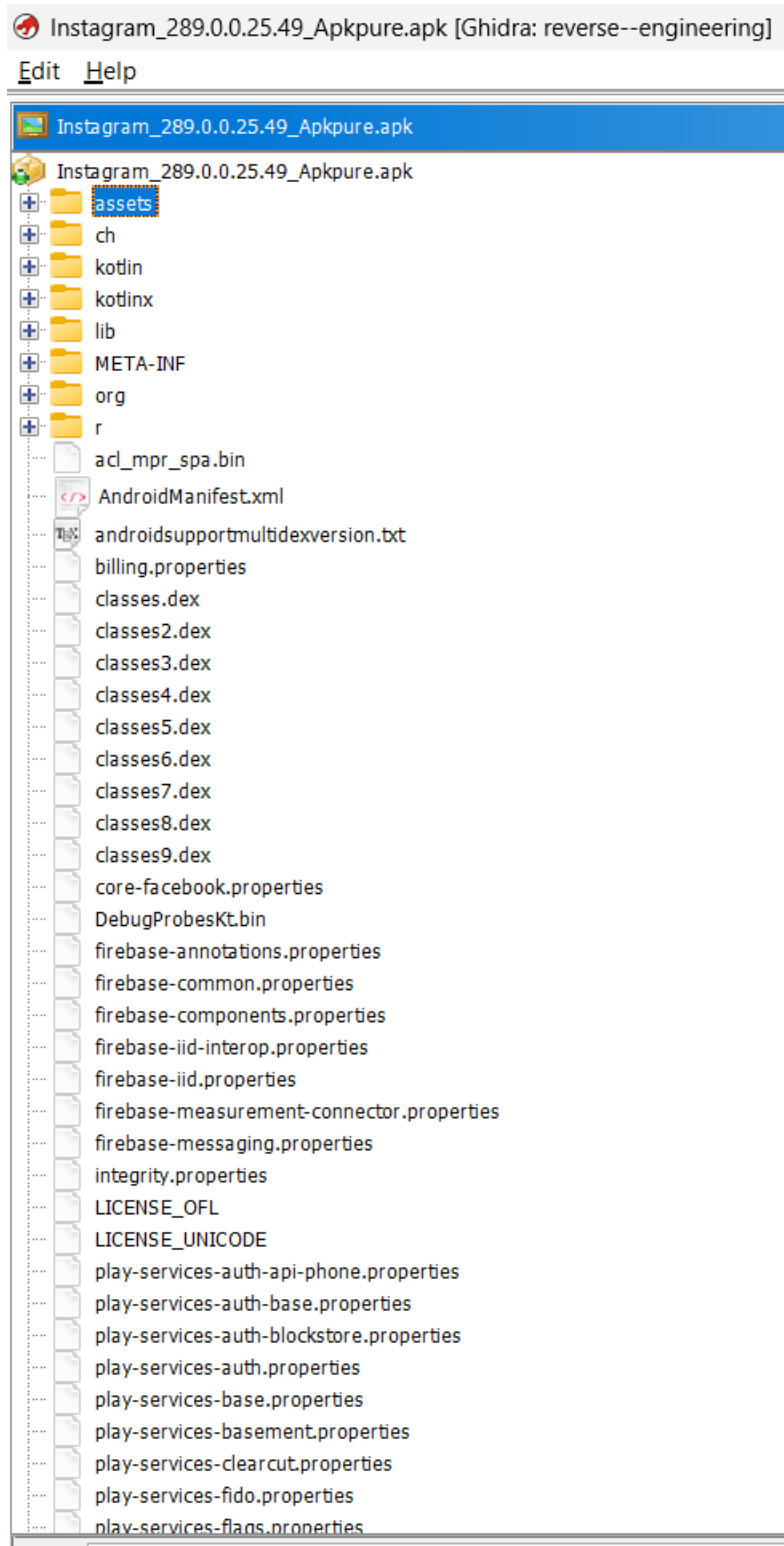 Instagram_289.0.0.25.49_Apkpure.apk [Ghidra: reverse--engineering]
Edit Help
Instagram_289.0.0.25.49_Apkpure.apk
Instagram_289.0.0.25.49_Apkpure.apk
assets
ch
kotlin
kotlinx
lib
META-INF
org
r
acl_mpr_spa.bin
AndroidManifest.xml
androidsupportmultidexversion.txt
billing.properties
classes.dex
classes2.dex
classes3.dex
classes4.dex
classes5.dex
classes6.dex
classes7.dex
classes8.dex
classes9.dex
core-facebook.properties
DebugProbesKt.bin
firebase-annotations.properties
firebase-common.properties
firebase-components.properties
firebase-iid-interop.properties
firebase-iid.properties
firebase-measurement-connector.properties
firebase-messaging.properties
integrity.properties
LICENSE_OFL
LICENSE_UNICODE
play-services-auth-api-phone.properties
play-services-auth-base.properties
play-services-auth-blockstore.properties
play-services-auth.properties
play-services-base.properties
play-services-basement.properties
play-services-clearcut.properties
play-services-fido.properties
play-services-flags.properties